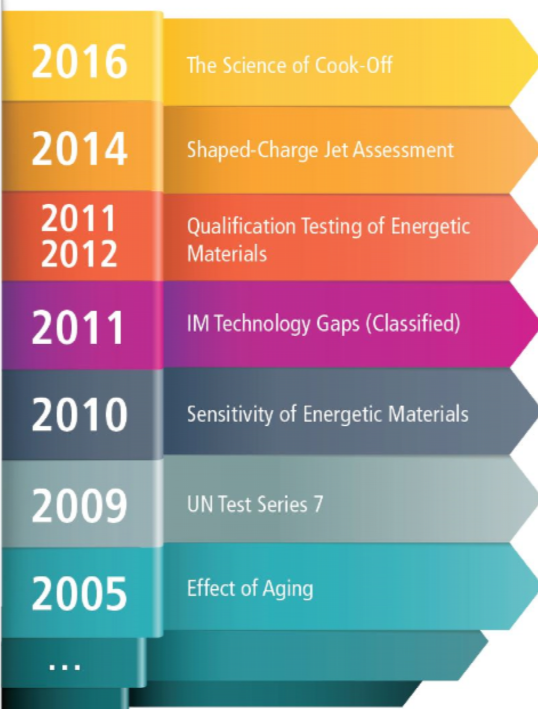 2016
The Science of Cook-Off
2014
Shaped-Charge Jet Assessment
2011
2012
Qualification Testing of Energetic
Materials
2011
IM Technology Gaps (Classified)
2010
Sensitivity of Energetic Materials
2009
UN Test Series 7
2005
Effect of Aging
...